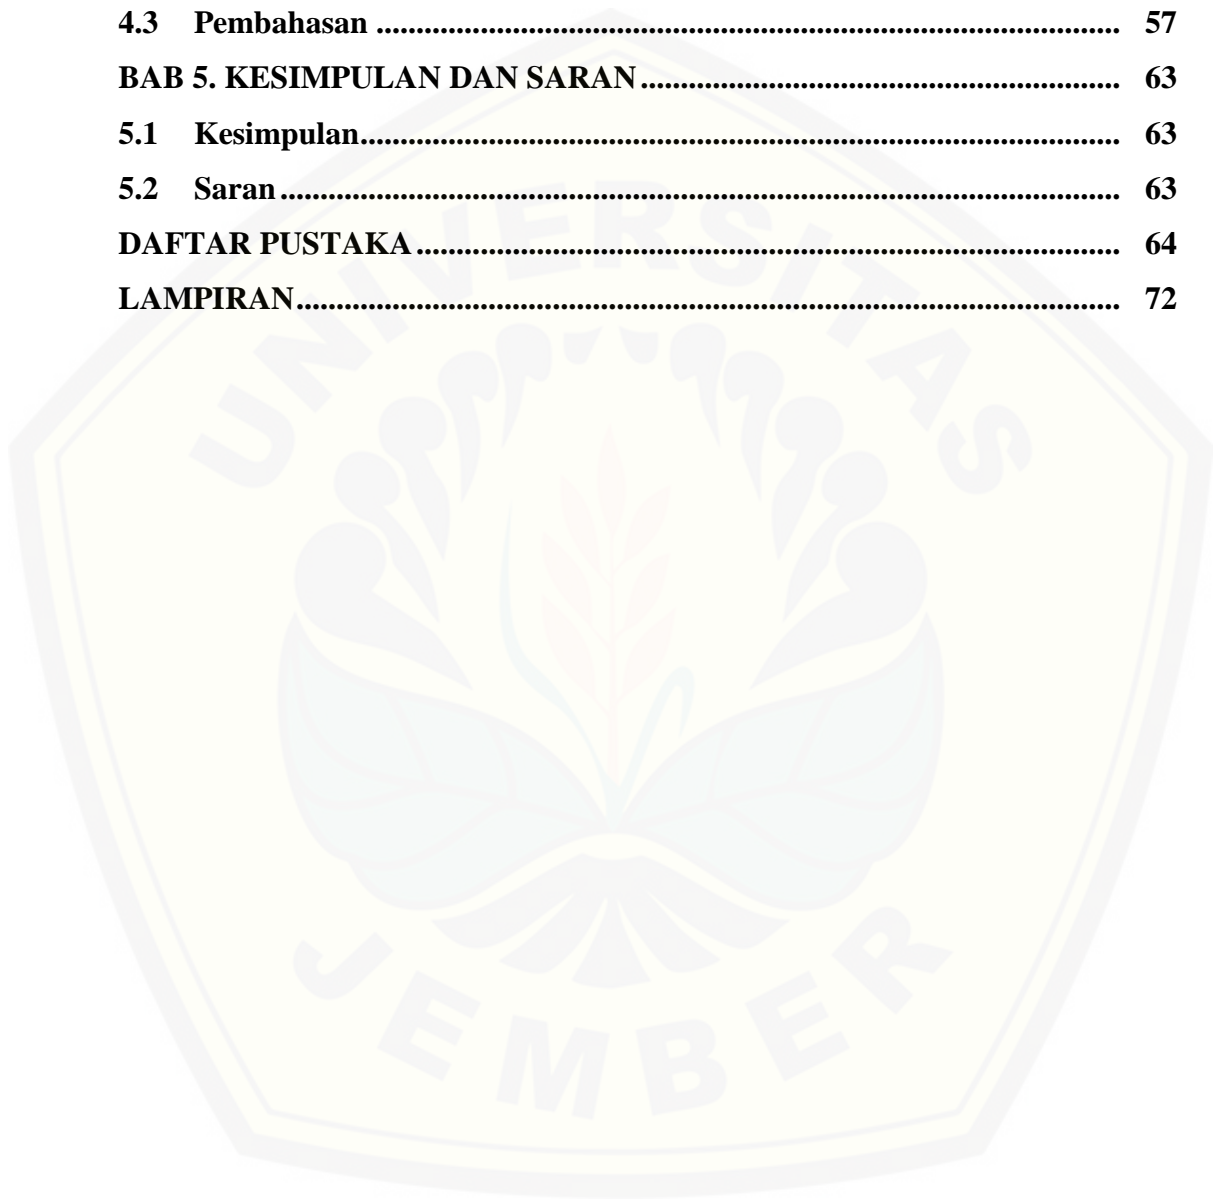 4.3 Pembahasan ............................................................................................ 57
BAB 5. KESIMPULAN DAN SARAN ........................................................... 63
5.1 Kesimpulan.............................................................................................. 63
5.2 Saran ........................................................................................................ 63
DAFTAR PUSTAKA ....................................................................................... 64
LAMPIRAN...................................................................................................... 72
UNIVERSITAS
JEMBER